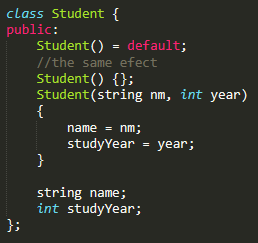 class Student {
public:
    Student() = default;
    //the same efect
    Student() {};
    Student(string nm, int year)
    {
        name = nm;
        studyYear = year;
    }

    string name;
    int studyYear;
};